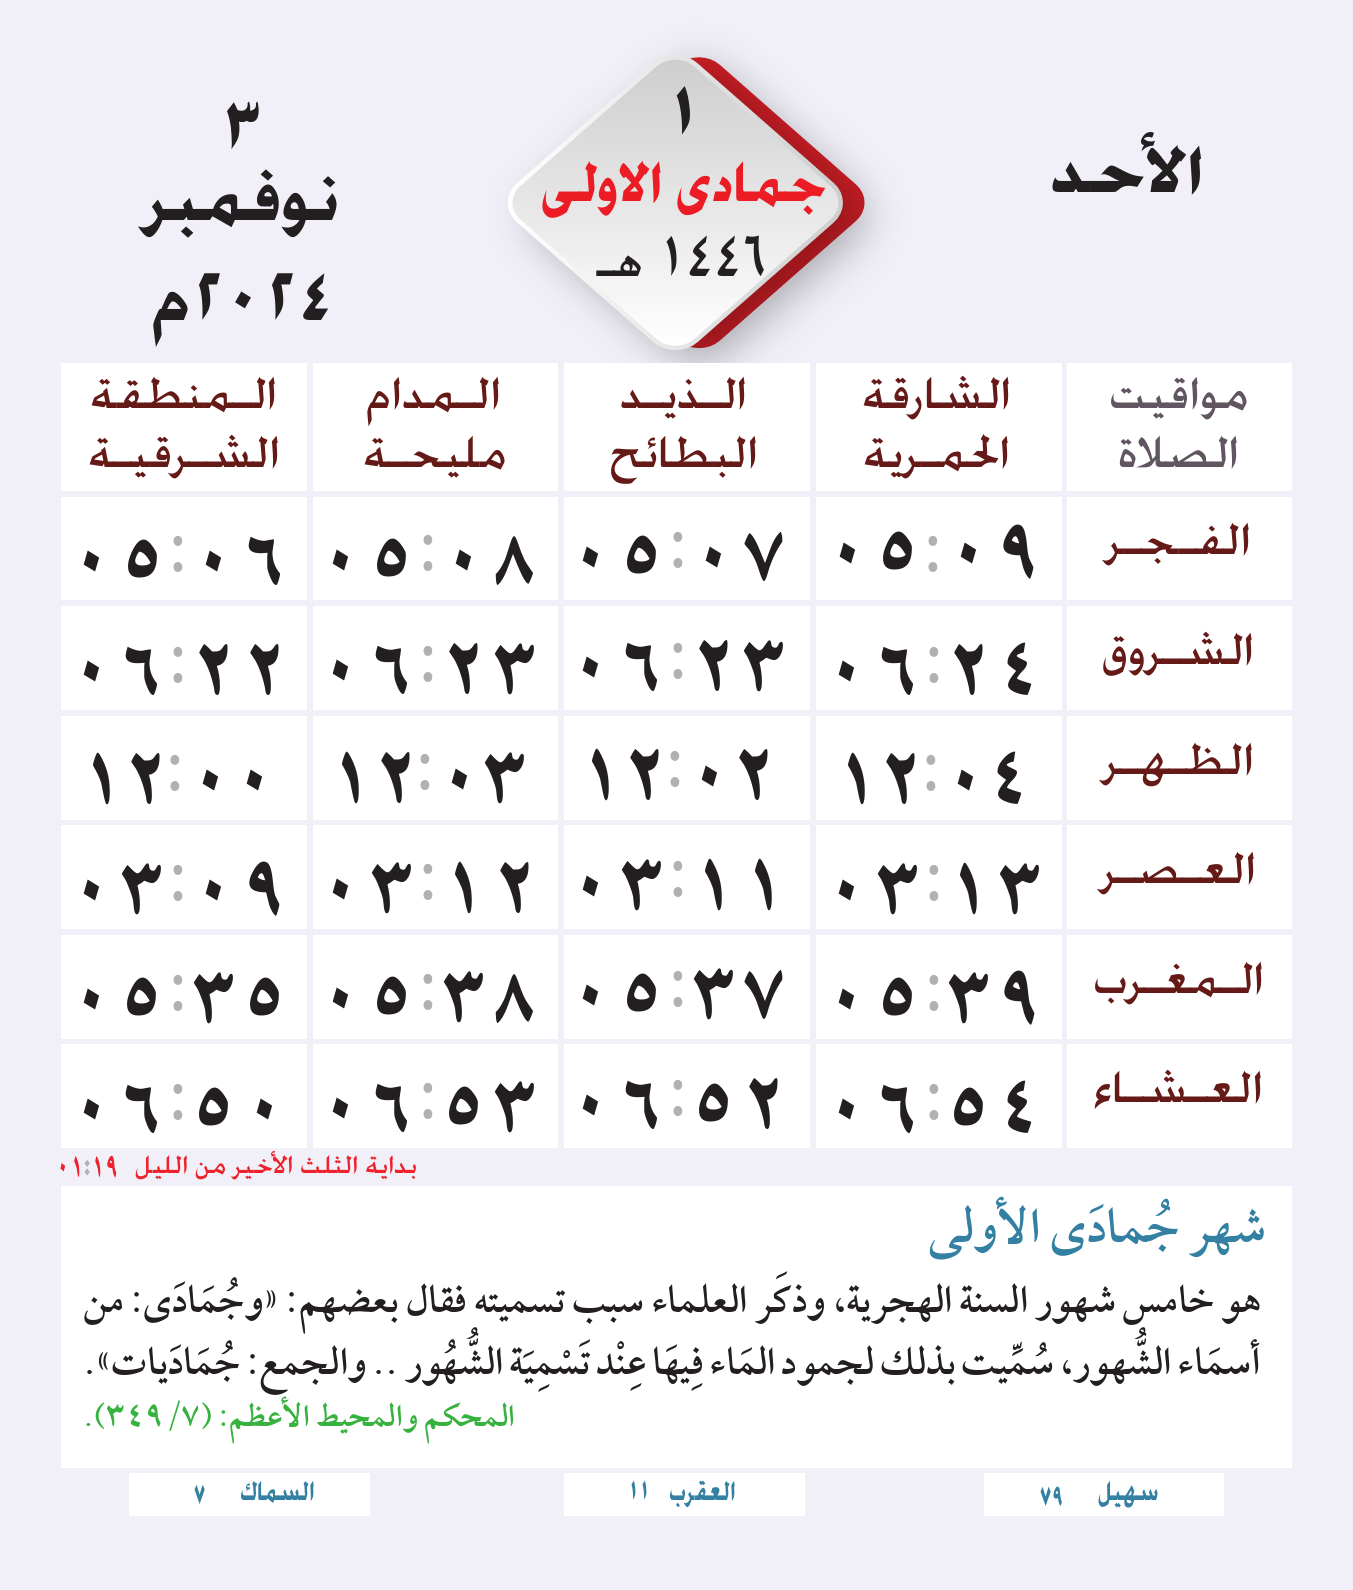 الأحد
١
جمادى الاولى
١٤٤٦ هـ
٣
نوفمبر
٢٠٢٤م
مواقيت الصلاة
الشارقة الحمرية
الذيد البطائح
المدام مليحة
المنطقة الشرقية
الفجر ٠٥:٠٩ ٠٥:٠٧ ٠٥:٠٨ ٠٥:٠٦
الشروق ٠٦:٢٤ ٠٦:٢٣ ٠٦:٢٣ ٠٦:٢٢
الظهر ١٢:٠٤ ١٢:٠٢ ١٢:٠٣ ١٢:٠٠
العصر ٠٣:١٣ ٠٣:١١ ٠٣:١٢ ٠٣:٠٩
المغرب ٠٥:٣٩ ٠٥:٣٧ ٠٥:٣٨ ٠٥:٣٥
العشاء ٠٦:٥٤ ٠٦:٥٢ ٠٦:٥٣ ٠٦:٥٠
بداية الثلث الأخير من الليل ٠١:١٩
شهر جُمادَى الأولى
هو خامس شهور السنة الهجرية، وذكَر العلماء سبب تسميته فقال بعضهم: «وجُمَادَى: من
أسمَاء الشُّهور، سُمِّيت بذلك لجمود المَاء فِيهَا عِنْد تَسْمِيَة الشُّهُور .. والجمع: جُمَادَيات».
المحكم والمحيط الأعظم: (٧/ ٣٤٩).
سهيل ٧٩
العقرب ١١
السماك ٧